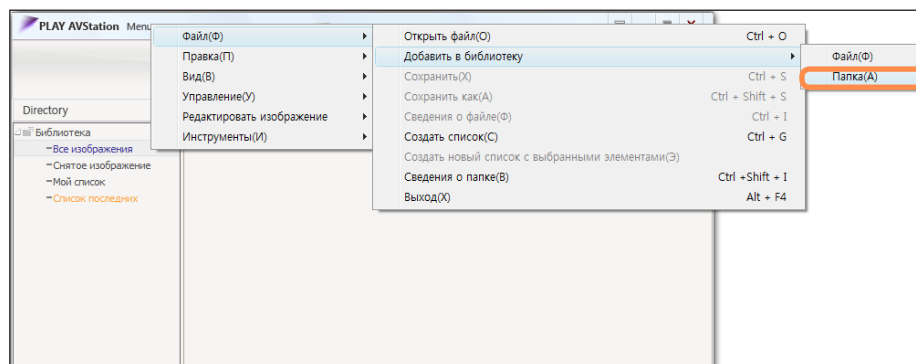 PLAY AVStation Menu
Файл(Ф)
Правка(П)
Вид(В)
Управление(У)
Редактировать изображение
Инструменты(И)
Открыть файл(О) Ctrl + O
Добавить в библиотеку
Сохранить(Х) Ctrl + S
Сохранить как(А) Ctrl + Shift + S
Сведения о файле(Ф) Ctrl + I
Создать список(С) Ctrl + G
Создать новый список с выбранными элементами(Э)
Сведения о папке(В) Ctrl +Shift + I
Выход(Х) Alt + F4
Файл(Ф)
Папка(А)
Directory
Библиотека
Все изображения
Снятое изображение
Мой список
Список последних